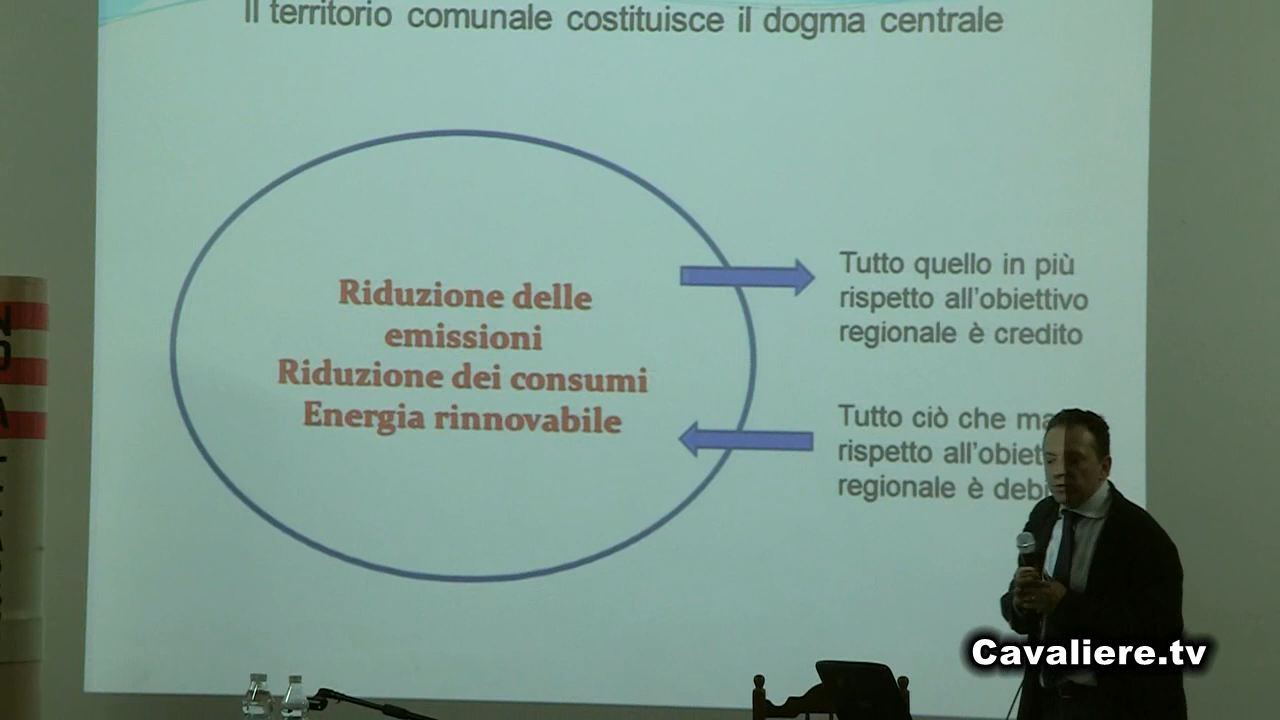 Il territorio comunale costituisce il dogma centrale
Riduzione delle
emissioni
Riduzione dei consumi
Energia rinnovabile
Tutto quello in più
rispetto all'obiettivo
regionale è credito
Tutto ciò che
rispetto
regionale è
Cavaliere.tv